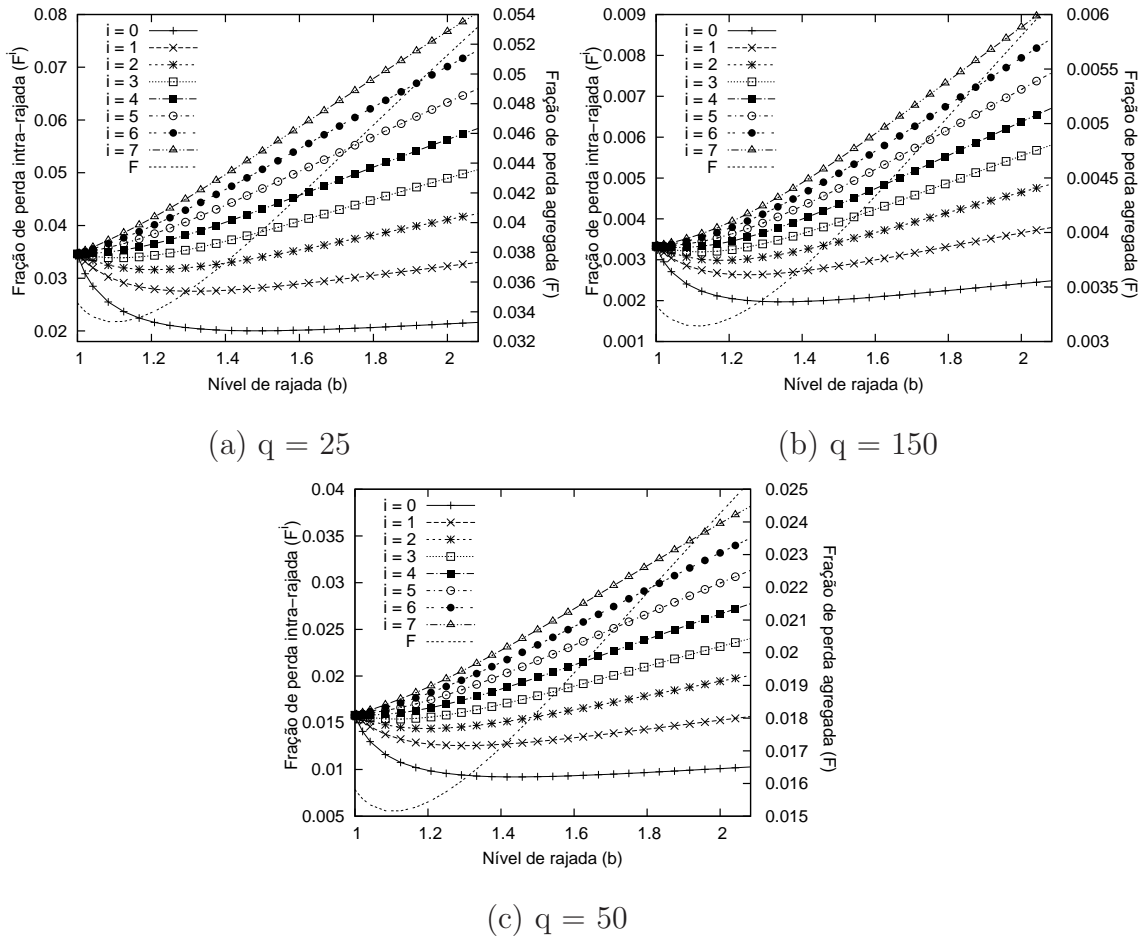 Fração de perda intra−rajada (Fⁱ)
0.08
0.07
0.06
0.05
0.04
0.03
0.02
i = 0
i = 1
i = 2
i = 3
i = 4
i = 5
i = 6
i = 7
F
0.054
0.052
0.05
0.048
0.046
0.044
0.042
0.04
0.038
0.036
0.034
0.032
Fração de perda agregada (F)
1 1.2 1.4 1.6 1.8 2
Nível de rajada (b)
(a) q = 25
Fração de perda intra−rajada (Fⁱ)
0.009
0.008
0.007
0.006
0.005
0.004
0.003
0.002
0.001
i = 0
i = 1
i = 2
i = 3
i = 4
i = 5
i = 6
i = 7
F
0.006
0.0055
0.005
0.0045
0.004
0.0035
0.003
Fração de perda agregada (F)
1 1.2 1.4 1.6 1.8 2
Nível de rajada (b)
(b) q = 150
Fração de perda intra−rajada (Fⁱ)
0.04
0.035
0.03
0.025
0.02
0.015
0.01
0.005
i = 0
i = 1
i = 2
i = 3
i = 4
i = 5
i = 6
i = 7
F
0.025
0.024
0.023
0.022
0.021
0.02
0.019
0.018
0.017
0.016
0.015
Fração de perda agregada (F)
1 1.2 1.4 1.6 1.8 2
Nível de rajada (b)
(c) q = 50